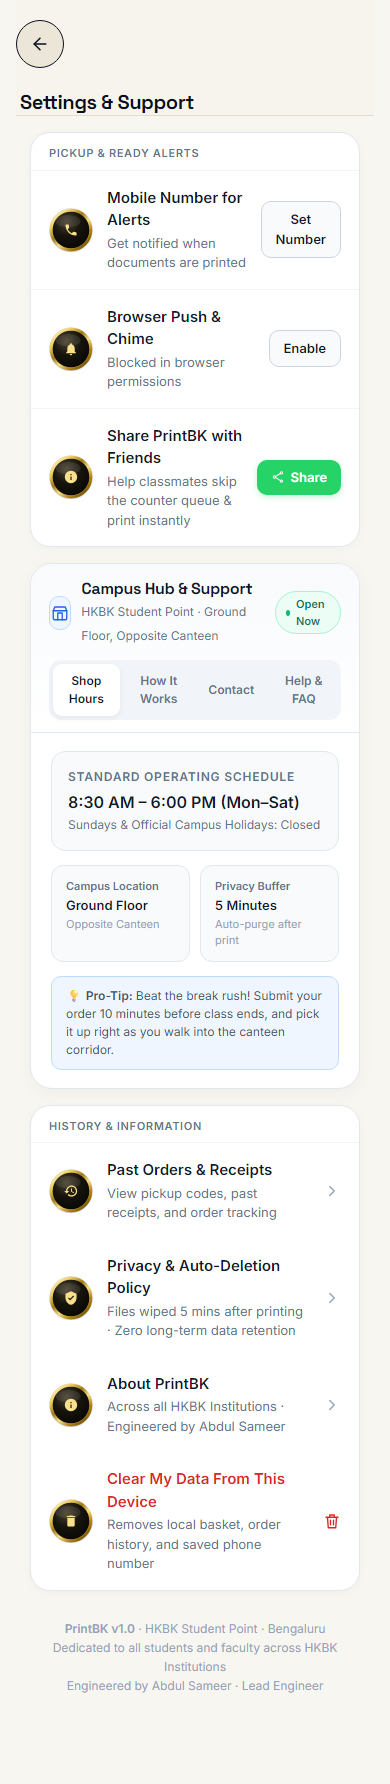 Settings & Support
PICKUP & READY ALERTS
Mobile Number for
Alerts
Get notified when
documents are printed
Set
Number
Browser Push &
Chime
Blocked in browser
permissions
Enable
Share PrintBK with
Friends
Help classmates skip
the counter queue &
print instantly
Share
Campus Hub & Support
HKBK Student Point · Ground
Floor, Opposite Canteen
Open
Now
Shop
Hours
How It
Works
Contact
Help &
FAQ
STANDARD OPERATING SCHEDULE
8:30 AM – 6:00 PM (Mon–Sat)
Sundays & Official Campus Holidays: Closed
Campus Location
Ground Floor
Opposite Canteen
Privacy Buffer
5 Minutes
Auto-purge after
print
💡 Pro-Tip: Beat the break rush! Submit your
order 10 minutes before class ends, and pick
it up right as you walk into the canteen
corridor.
HISTORY & INFORMATION
Past Orders & Receipts
View pickup codes, past
receipts, and order tracking
Privacy & Auto-Deletion
Policy
Files wiped 5 mins after printing
· Zero long-term data retention
About PrintBK
Across all HKBK Institutions ·
Engineered by Abdul Sameer
Clear My Data From This
Device
Removes local basket, order
history, and saved phone
number
PrintBK v1.0 · HKBK Student Point · Bengaluru
Dedicated to all students and faculty across HKBK
Institutions
Engineered by Abdul Sameer · Lead Engineer